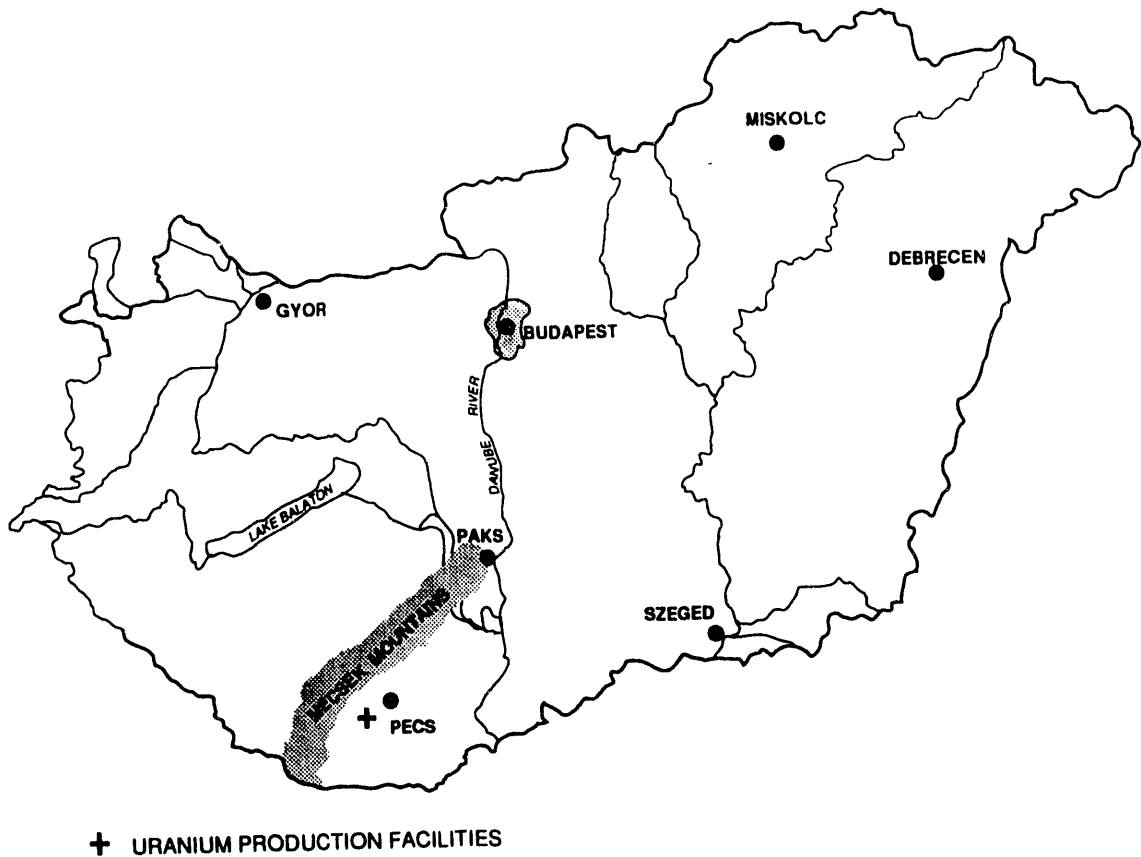 MISKOLC
DEBRECEN
GYOR
BUDAPEST
DANUBE RIVER
LAKE BALATON
PAKS
MECSEK MOUNTAINS
SZEGED
PECS
+ URANIUM PRODUCTION FACILITIES